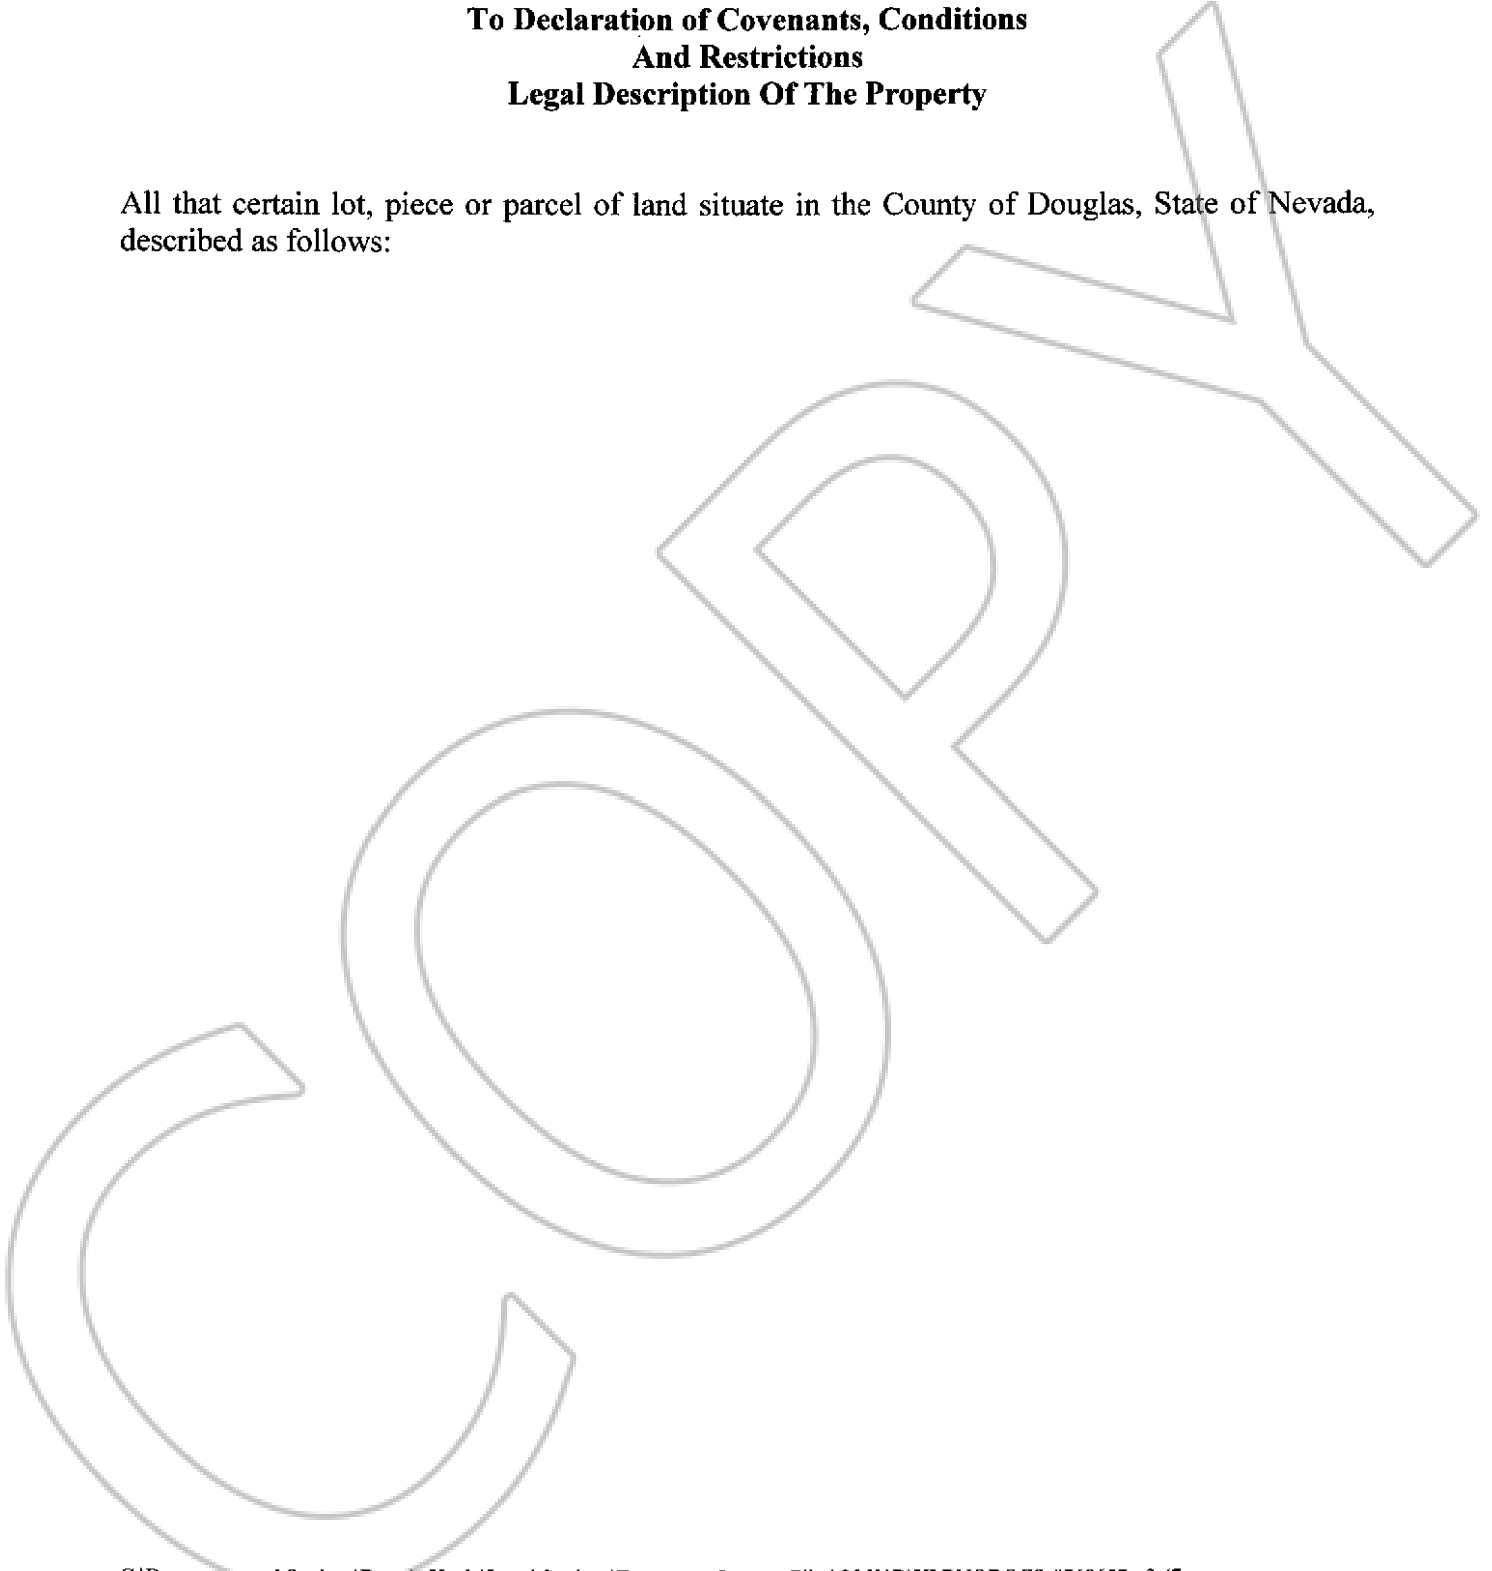 To Declaration of Covenants, Conditions
And Restrictions
Legal Description Of The Property
All that certain lot, piece or parcel of land situate in the County of Douglas, State of Nevada,
described as follows:
COPY